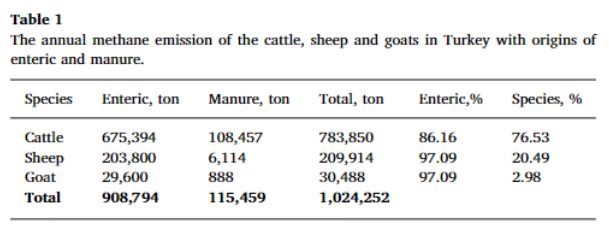 Table 1
The annual methane emission of the cattle, sheep and goats in Turkey with origins of
enteric and manure.
Species Enteric, ton Manure, ton Total, ton Enteric,% Species, %
Cattle 675,394 108,457 783,850 86.16 76.53
Sheep 203,800 6,114 209,914 97.09 20.49
Goat 29,600 888 30,488 97.09 2.98
Total 908,794 115,459 1,024,252